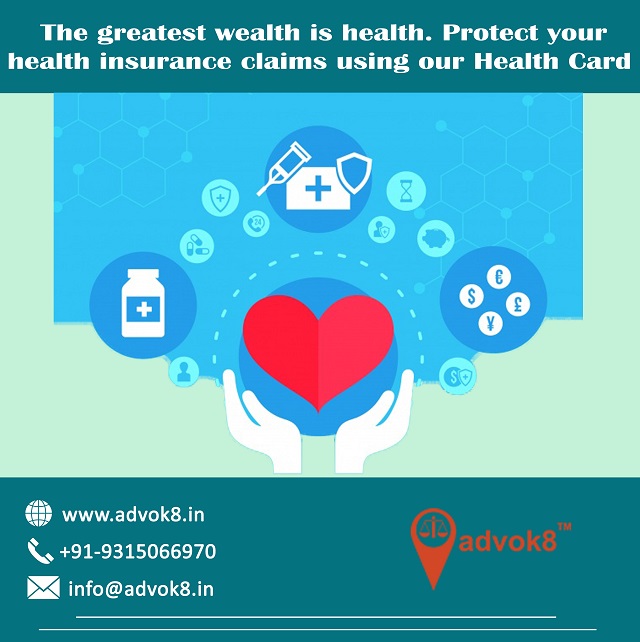 The greatest wealth is health. Protect your
health insurance claims using our Health Card
24
$
€
£
¥
$
www.advok8.in
+91-9315066970
info@advok8.in
advok8™